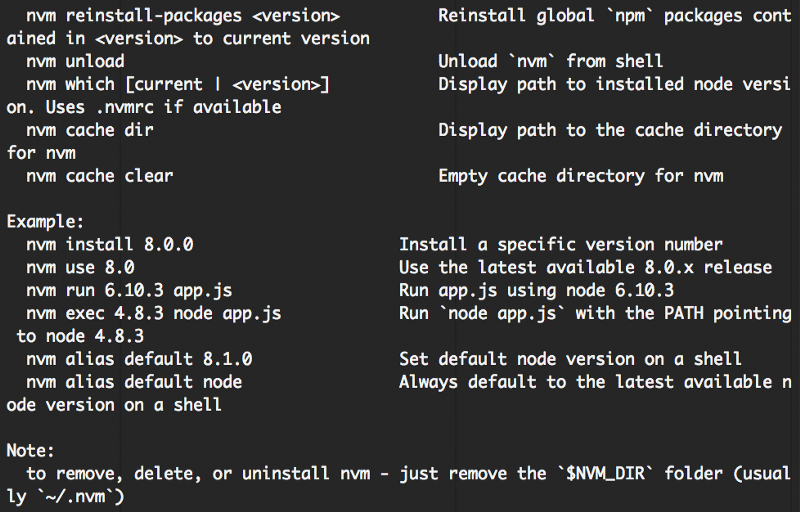 nvm reinstall-packages <version>          Reinstall global `npm` packages cont
ained in <version> to current version
  nvm unload                                Unload `nvm` from shell
  nvm which [current | <version>]           Display path to installed node versi
on. Uses .nvmrc if available
  nvm cache dir                             Display path to the cache directory
for nvm
  nvm cache clear                           Empty cache directory for nvm

Example:
  nvm install 8.0.0                     Install a specific version number
  nvm use 8.0                           Use the latest available 8.0.x release
  nvm run 6.10.3 app.js                 Run app.js using node 6.10.3
  nvm exec 4.8.3 node app.js            Run `node app.js` with the PATH pointing
 to node 4.8.3
  nvm alias default 8.1.0               Set default node version on a shell
  nvm alias default node                Always default to the latest available n
ode version on a shell

Note:
  to remove, delete, or uninstall nvm - just remove the `$NVM_DIR` folder (usual
ly `~/.nvm`)